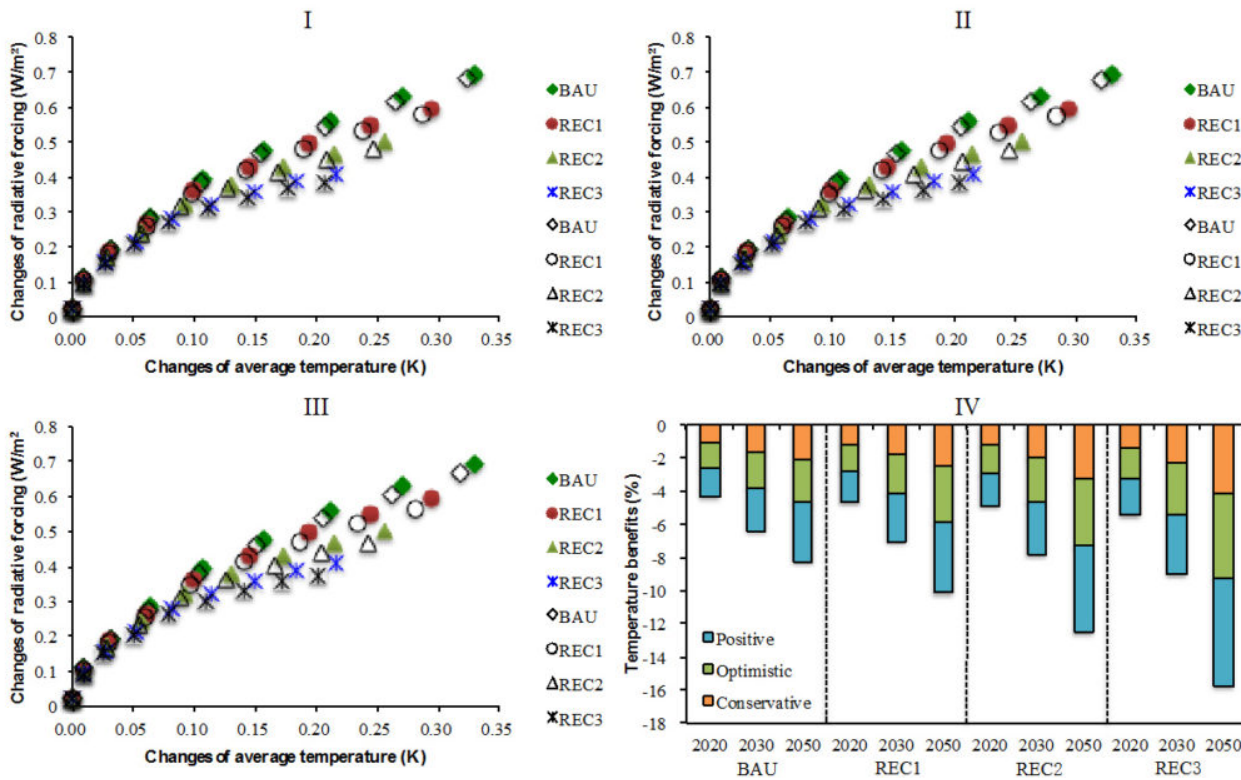 I
Changes of radiative forcing (W/m²)
0.8
0.7
0.6
0.5
0.4
0.3
0.2
0.1
0
0.00 0.05 0.10 0.15 0.20 0.25 0.30 0.35
Changes of average temperature (K)
BAU
REC1
REC2
REC3
BAU
REC1
REC2
REC3
II
Changes of radiative forcing (W/m²)
0.8
0.7
0.6
0.5
0.4
0.3
0.2
0.1
0
0.00 0.05 0.10 0.15 0.20 0.25 0.30 0.35
Changes of average temperature (K)
BAU
REC1
REC2
REC3
BAU
REC1
REC2
REC3
III
Changes of radiative forcing (W/m²
0.8
0.7
0.6
0.5
0.4
0.3
0.2
0.1
0
0.00 0.05 0.10 0.15 0.20 0.25 0.30 0.35
Changes of average temperature (K)
BAU
REC1
REC2
REC3
BAU
REC1
REC2
REC3
IV
Temperature benefits (%)
0
-2
-4
-6
-8
-10
-12
-14
-16
-18
Positive
Optimistic
Conservative
2020 2030 2050 2020 2030 2050 2020 2030 2050 2020 2030 2050
BAU REC1 REC2 REC3